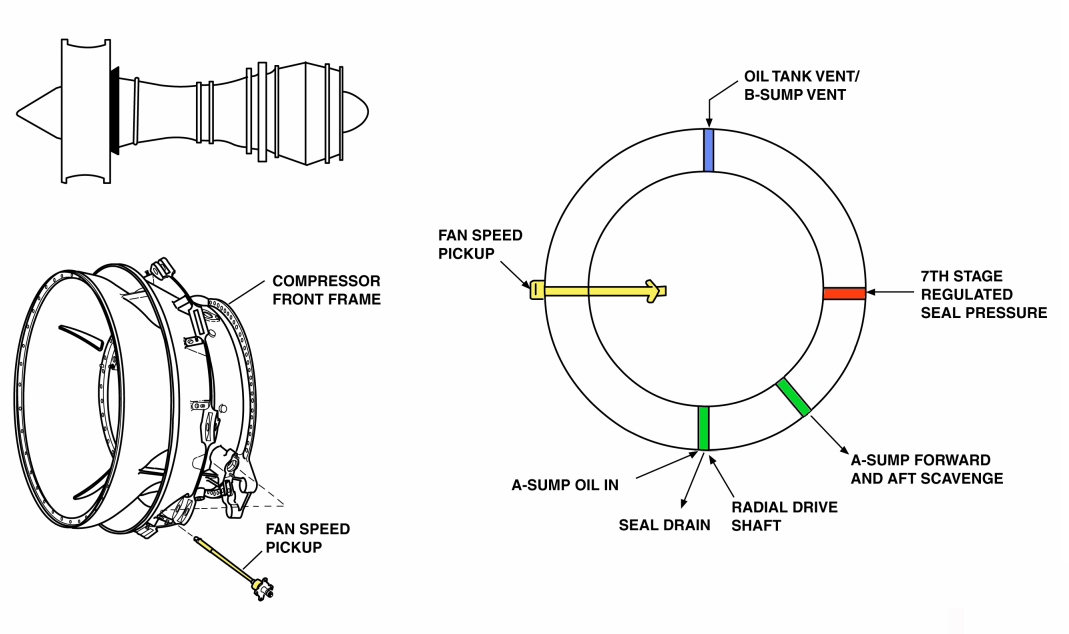 OIL TANK VENT/
B-SUMP VENT
FAN SPEED
PICKUP
7TH STAGE
REGULATED
SEAL PRESSURE
COMPRESSOR
FRONT FRAME
A-SUMP FORWARD
AND AFT SCAVENGE
A-SUMP OIL IN
SEAL DRAIN
RADIAL DRIVE
SHAFT
FAN SPEED
PICKUP